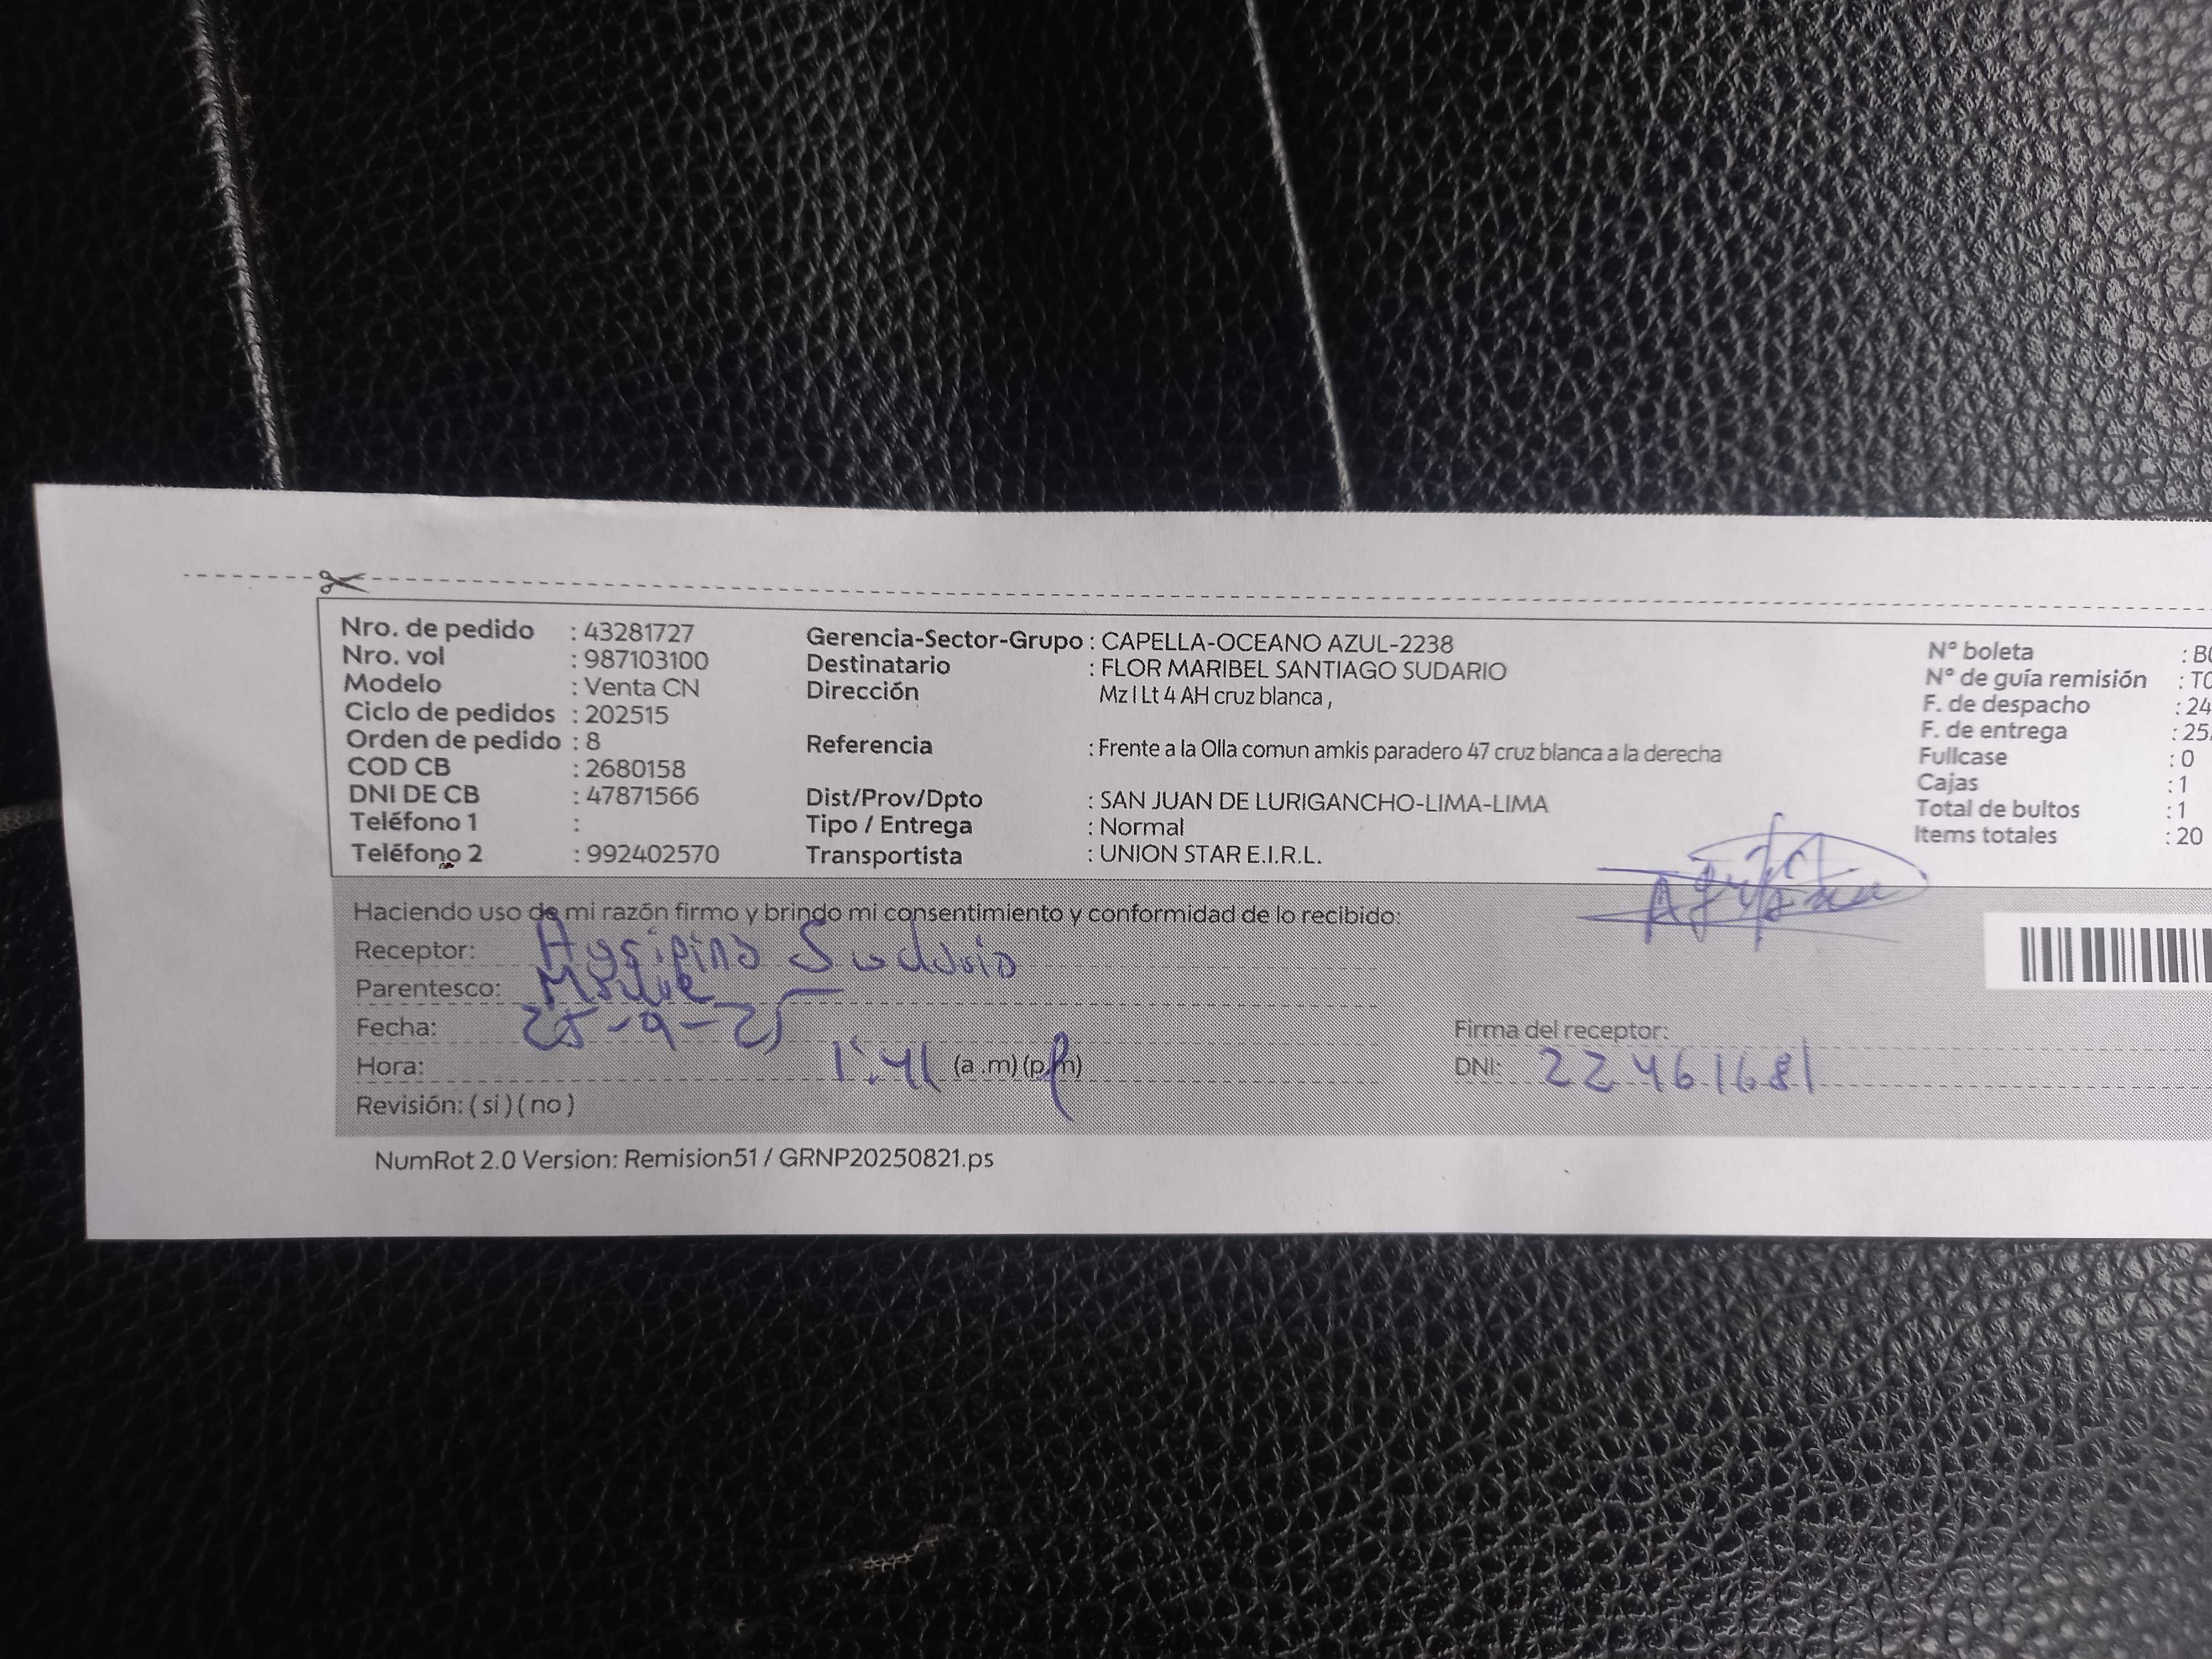 Nro. de pedido : 43281727
Nro. vol : 987103100
Modelo : Venta CN
Ciclo de pedidos : 202515
Orden de pedido : 8
COD CB : 2680158
DNI DE CB : 47871566
Teléfono 1 :
Teléfono 2 : 992402570
Gerencia-Sector-Grupo : CAPELLA-OCEANO AZUL-2238
Destinatario : FLOR MARIBEL SANTIAGO SUDARIO
Dirección Mz I Lt 4 AH cruz blanca ,
Referencia : Frente a la Olla comun amkis paradero 47 cruz blanca a la derecha
Dist/Prov/Dpto : SAN JUAN DE LURIGANCHO-LIMA-LIMA
Tipo / Entrega : Normal
Transportista : UNION STAR E.I.R.L.
N° boleta : B0
N° de guía remisión : T0
F. de despacho : 24
F. de entrega : 25
Fullcase : 0
Cajas : 1
Total de bultos : 1
Items totales : 20
Haciendo uso de mi razón firmo y brindo mi consentimiento y conformidad de lo recibido:
Receptor: Agripina Sudario
Parentesco: Madre
Fecha: 25-9-25
Hora: 1:41 (a .m) (p.m)
Revisión: ( si ) ( no )
Firma del receptor:
DNI: 22461681
NumRot 2.0 Version: Remision51 / GRNP20250821.ps